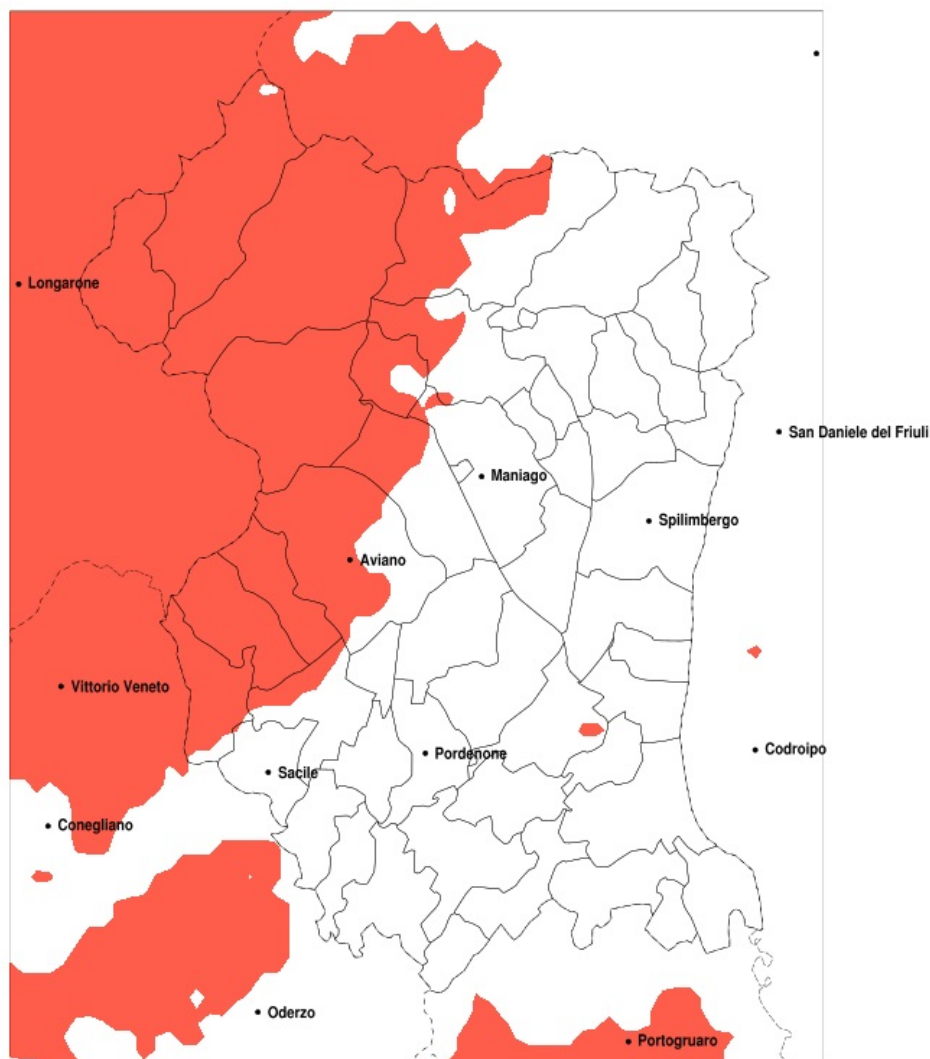 Longarone
San Daniele del Friuli
Maniago
Spilimbergo
Aviano
Vittorio Veneto
Codroipo
Pordenone
Sacile
Conegliano
Oderzo
Portogruaro